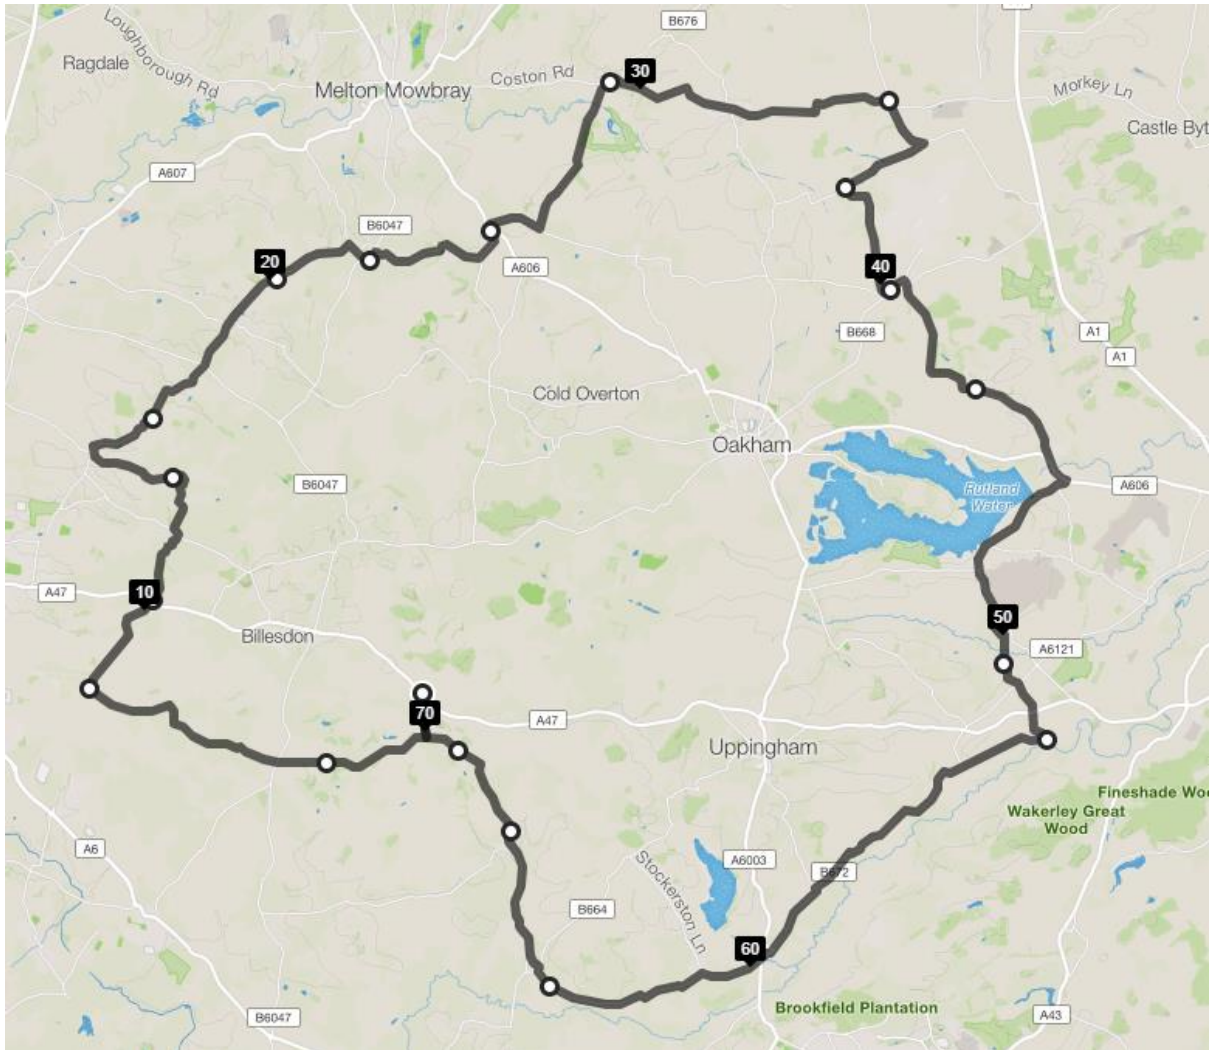 B676
Loughborough Rd
Ragdale
Coston Rd
30
Melton Mowbray
Morkey Ln
Castle Byt
A607
B6047
20
A606
40
B668
A1
A1
Cold Overton
Oakham
B6047
Rutland
Water
A606
A47
10
Billesdon
50
A6121
70
A47
Uppingham
Fineshade Woo
Wakerley Great
Wood
A6
Stockerston Ln
A6003
B672
B664
60
Brookfield Plantation
B6047
A43